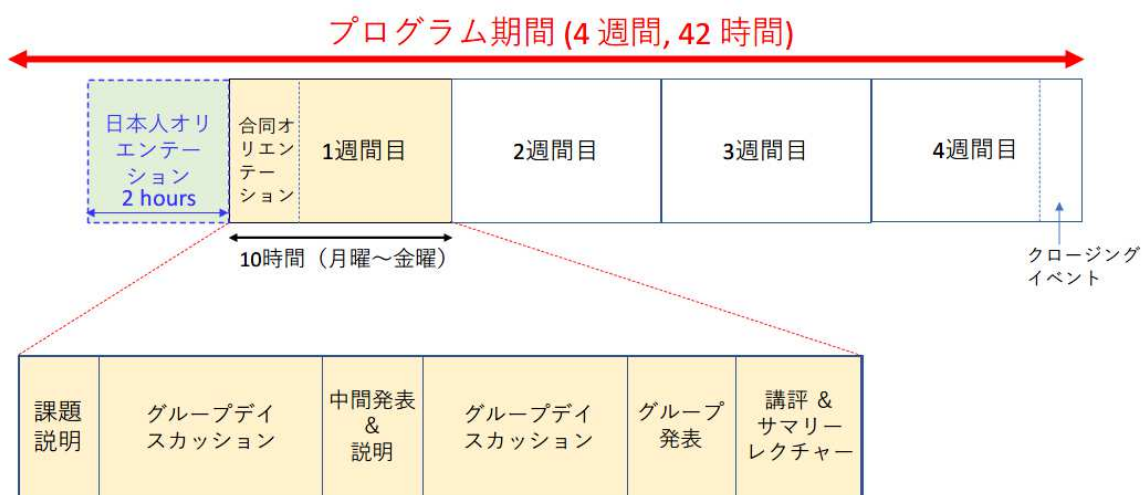 プログラム期間 (4 週間, 42 時間)
日本人オリ
エンテー
ション
2 hours
合同オ
リエン
テー
ション
1週間目
2週間目
3週間目
4週間目
10時間（月曜～金曜）
クロージング
イベント
課題
説明
グループデイ
スカッション
中間発表
&
説明
グループデイ
スカッション
グループ
発表
講評 &
サマリー
レクチャー